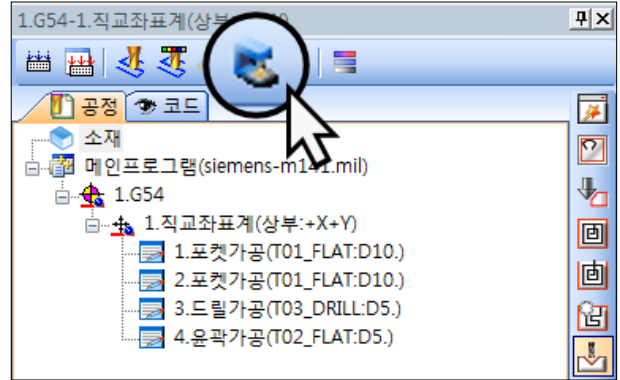 1.G54-1.직교좌표계(상부:
공정 코드
소재
메인프로그램(siemens-m141.mil)
1.G54
1.직교좌표계(상부:+X+Y)
1.포켓가공(T01_FLAT:D10.)
2.포켓가공(T01_FLAT:D10.)
3.드릴가공(T03_DRILL:D5.)
4.윤곽가공(T02_FLAT:D5.)